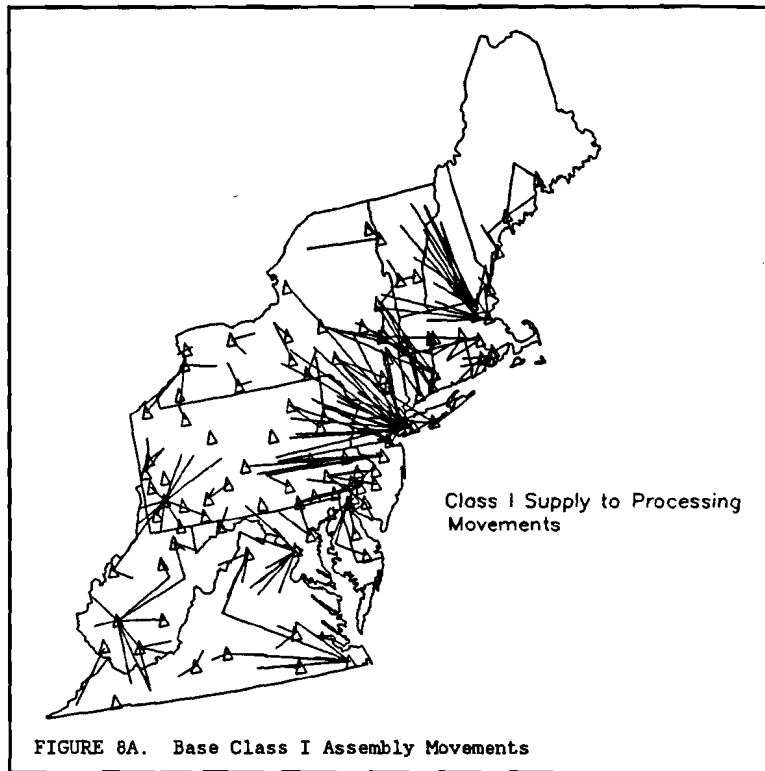 Class I Supply to Processing
Movements
FIGURE 8A. Base Class I Assembly Movements